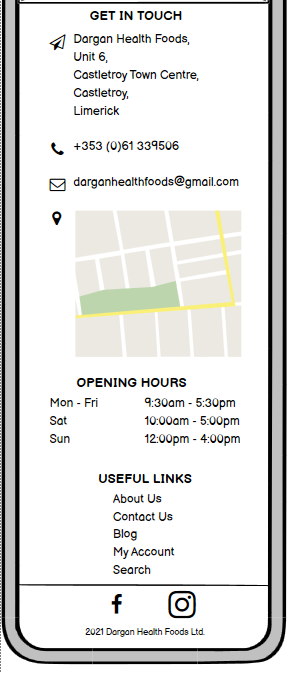 GET IN TOUCH
Dargan Health Foods,
Unit 6,
Castletroy Town Centre,
Castletroy,
Limerick
+353 (0)61 339506
darganhealthfoods@gmail.com
OPENING HOURS
Mon - Fri 9:30am - 5:30pm
Sat 10:00am - 5:00pm
Sun 12:00pm - 4:00pm
USEFUL LINKS
About Us
Contact Us
Blog
My Account
Search
2021 Dargan Health Foods Ltd.